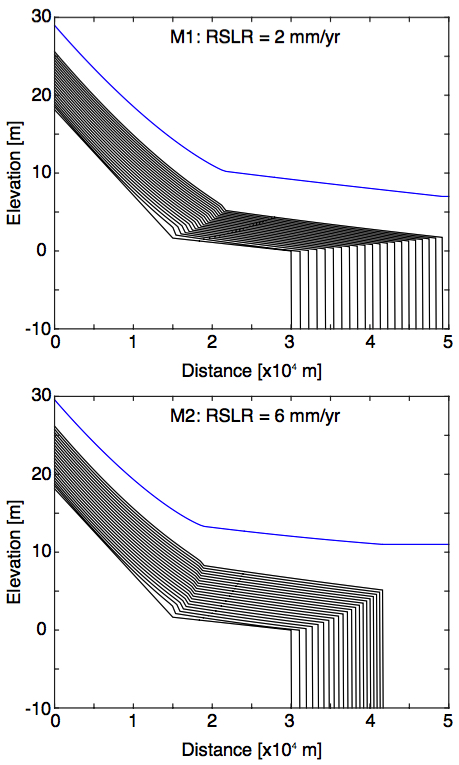 30
M1: RSLR = 2 mm/yr
20
Elevation [m]
10
0
-10
0 1 2 3 4 5
Distance [x10⁴ m]
30
M2: RSLR = 6 mm/yr
20
Elevation [m]
10
0
-10
0 1 2 3 4 5
Distance [x10⁴ m]